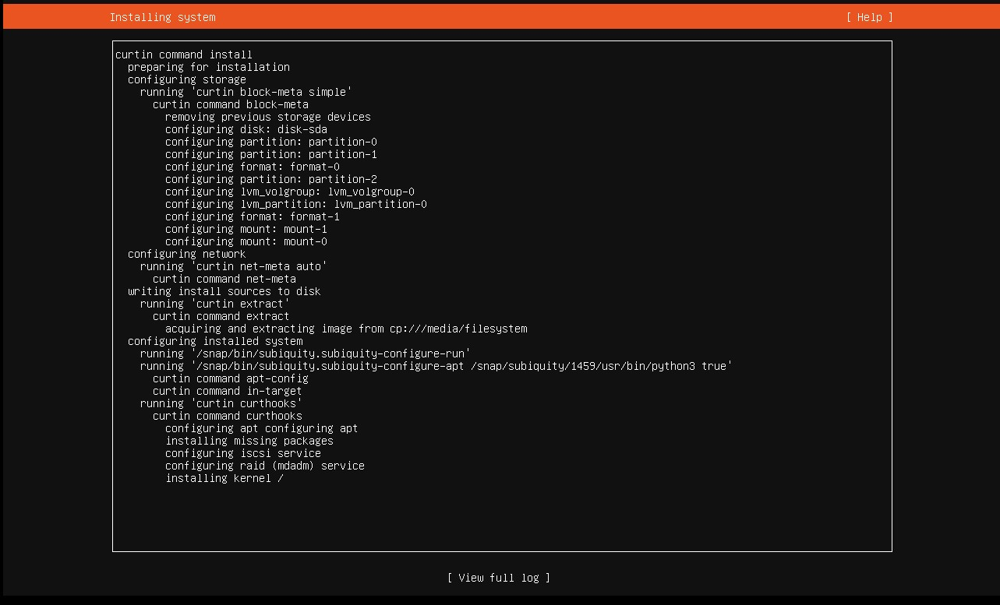 Installing system
[ Help ]
curtin command install
preparing for installation
configuring storage
running 'curtin block-meta simple'
curtin command block-meta
removing previous storage devices
configuring disk: disk-sda
configuring partition: partition-0
configuring partition: partition-1
configuring format: format-0
configuring partition: partition-2
configuring lvm_volgroup: lvm_volgroup-0
configuring lvm_partition: lvm_partition-0
configuring format: format-1
configuring mount: mount-1
configuring mount: mount-0
configuring network
running 'curtin net-meta auto'
curtin command net-meta
writing install sources to disk
running 'curtin extract'
curtin command extract
acquiring and extracting image from cp:///media/filesystem
configuring installed system
running '/snap/bin/subiquity.subiquity-configure-run'
running '/snap/bin/subiquity.subiquity-configure-apt /snap/subiquity/1459/usr/bin/python3 true'
curtin command apt-config
curtin command in-target
running 'curtin curthooks'
curtin command curthooks
configuring apt configuring apt
installing missing packages
configuring iscsi service
configuring raid (mdadm) service
installing kernel /
[ View full log ]